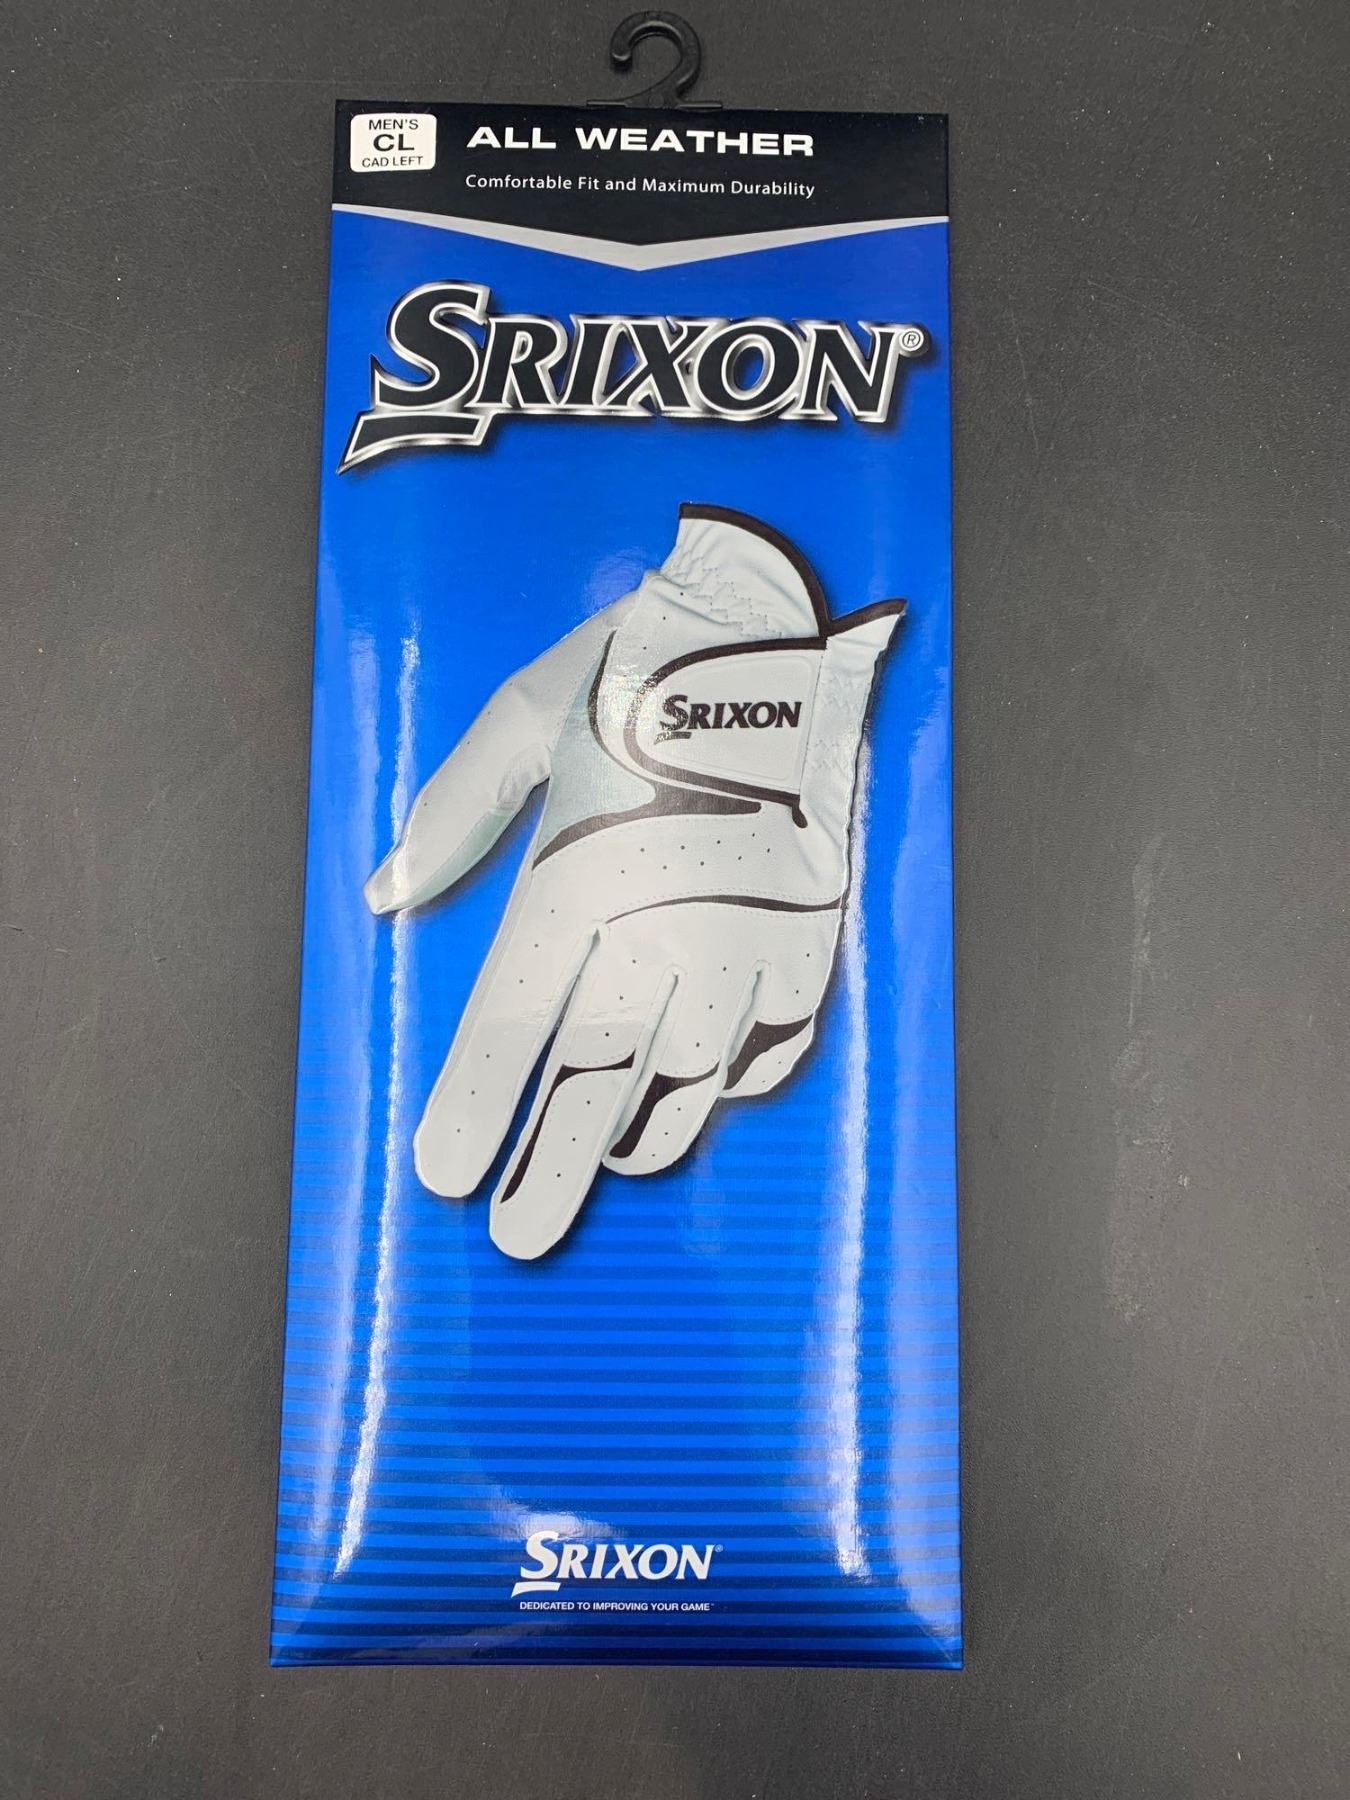 MEN'S
CL
CAD LEFT
ALL WEATHER
Comfortable Fit and Maximum Durability
SRIXON®
SRIXON
SRIXON®
DEDICATED TO IMPROVING YOUR GAME™